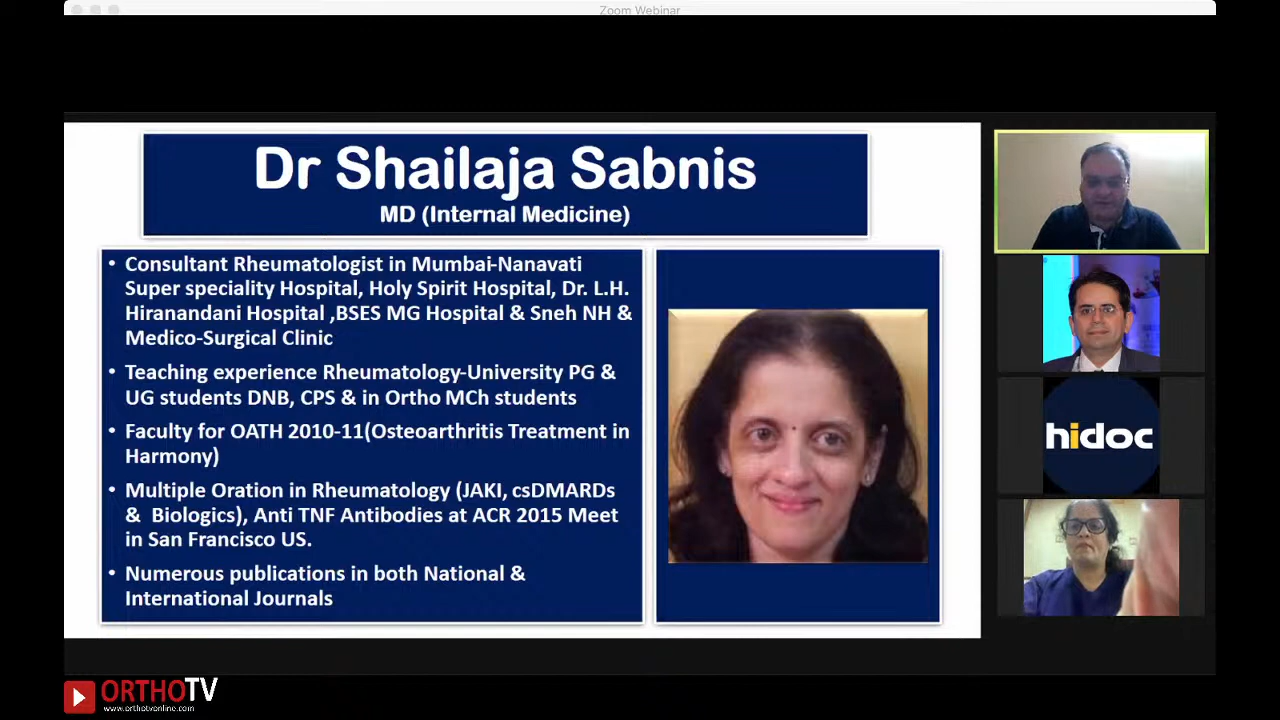 Zoom Webinar
Dr Shailaja Sabnis
MD (Internal Medicine)
• Consultant Rheumatologist in Mumbai-Nanavati
Super speciality Hospital, Holy Spirit Hospital, Dr. L.H.
Hiranandani Hospital ,BSES MG Hospital & Sneh NH &
Medico-Surgical Clinic
• Teaching experience Rheumatology-University PG &
UG students DNB, CPS & in Ortho MCh students
• Faculty for OATH 2010-11(Osteoarthritis Treatment in
Harmony)
• Multiple Oration in Rheumatology (JAKI, csDMARDs
& Biologics), Anti TNF Antibodies at ACR 2015 Meet
in San Francisco US.
• Numerous publications in both National &
International Journals
hidoc
ORTHOTV
www.orthotvonline.com